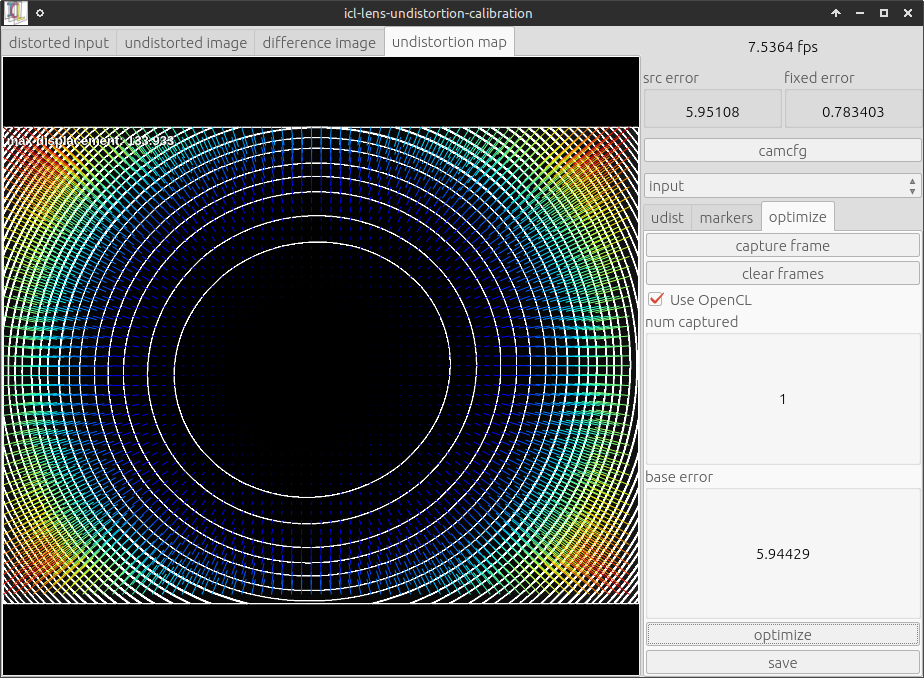 icl-lens-undistortion-calibration
distorted input
undistorted image
difference image
undistortion map
max displacement: 133.933
7.5364 fps
src error
fixed error
5.95108
0.783403
camcfg
input
udist
markers
optimize
capture frame
clear frames
Use OpenCL
num captured
1
base error
5.94429
optimize
save